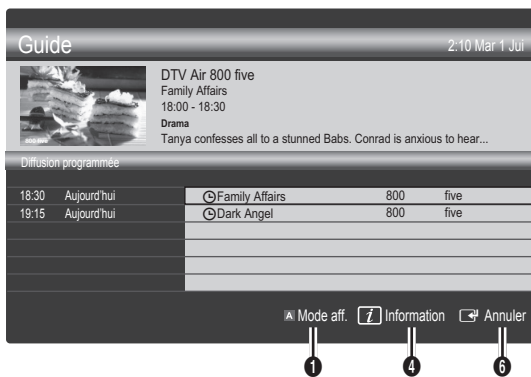 Guide 2:10 Mar 1 Jui
DTV Air 800 five
Family Affairs
18:00 - 18:30
Drama
Tanya confesses all to a stunned Babs. Conrad is anxious to hear...
800 five
Diffusion programmée
18:30 Aujourd'hui Family Affairs 800 five
19:15 Aujourd'hui Dark Angel 800 five
A Mode aff. i Information Annuler
1 4 6